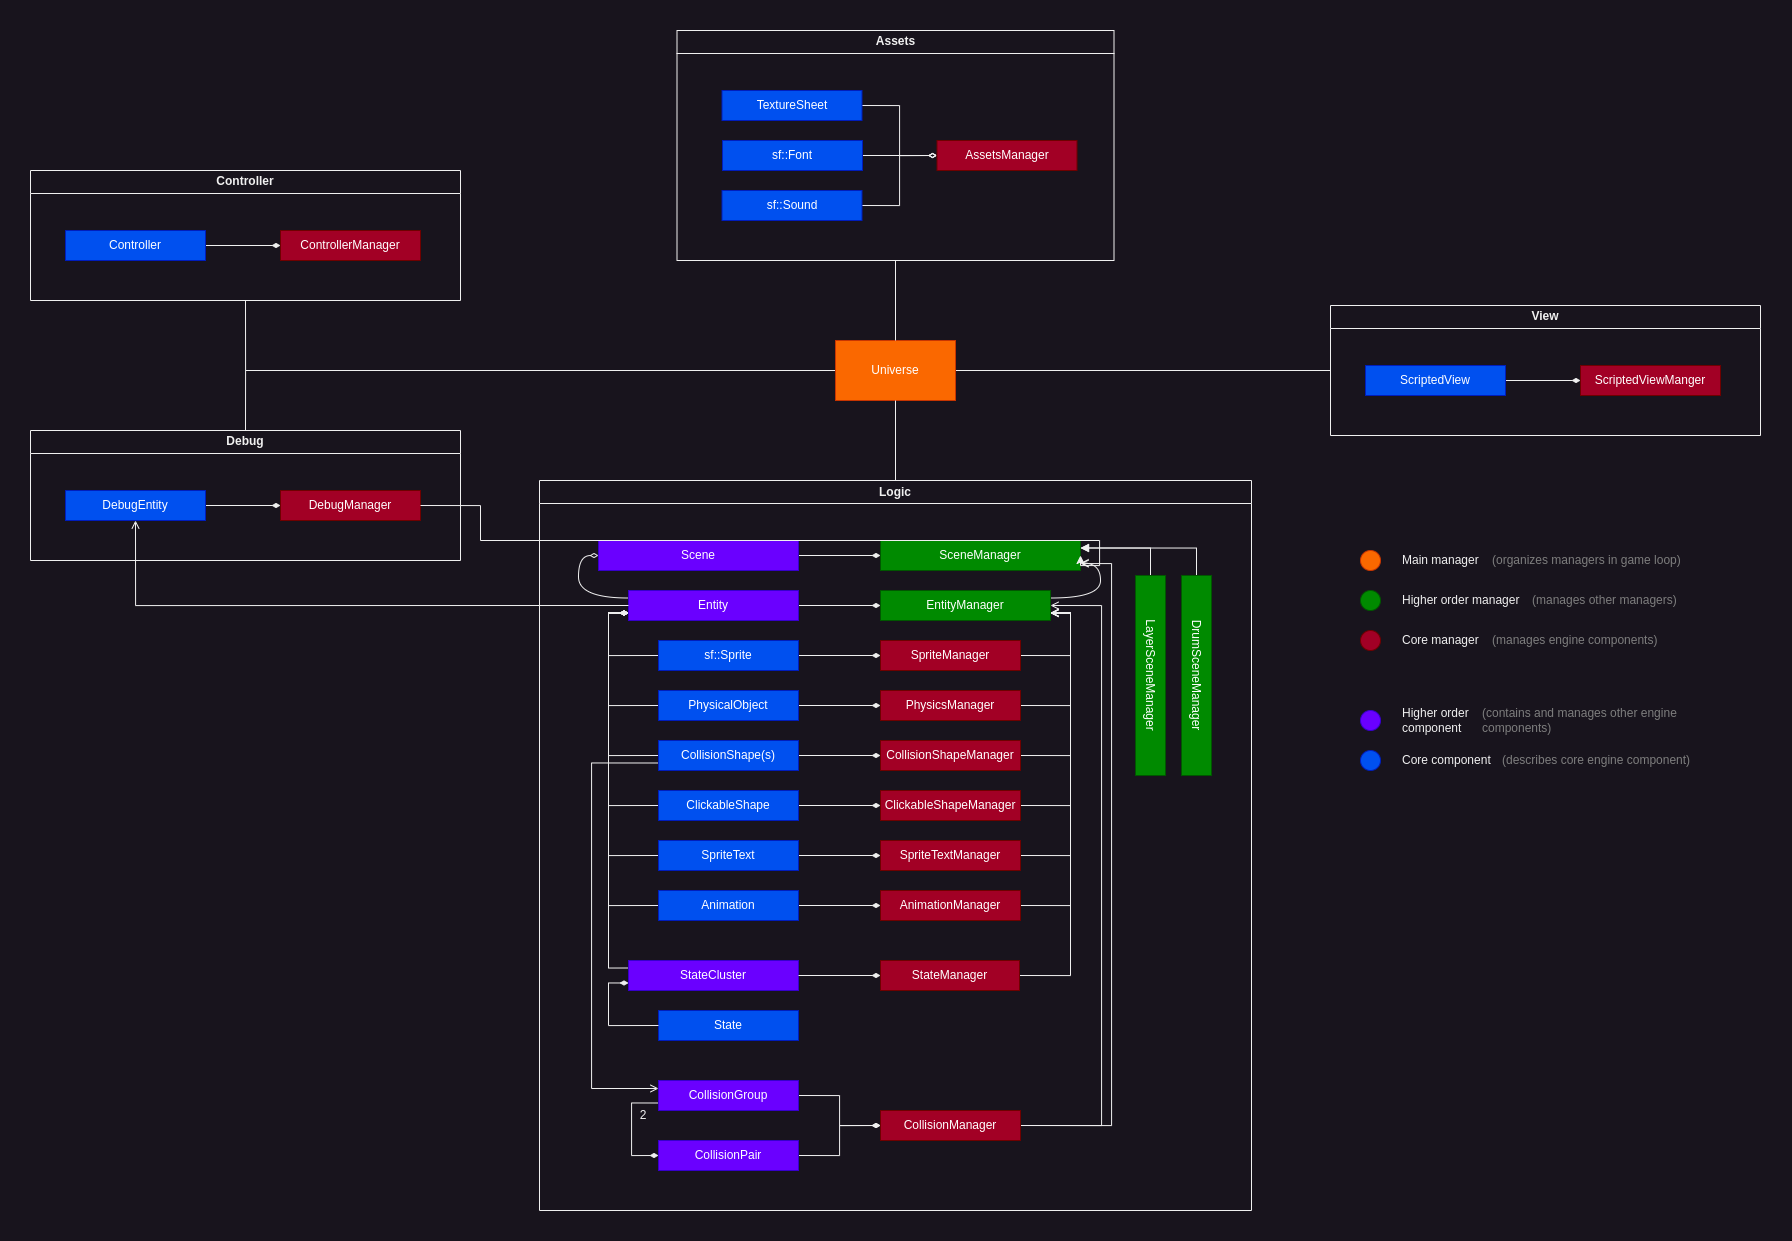 Assets
TextureSheet
sf::Font
AssetsManager
sf::Sound
Controller
Controller
ControllerManager
Universe
View
ScriptedView
ScriptedViewManger
Debug
DebugEntity
DebugManager
Logic
Scene
SceneManager
Entity
EntityManager
sf::Sprite
SpriteManager
PhysicalObject
PhysicsManager
CollisionShape(s)
CollisionShapeManager
ClickableShape
ClickableShapeManager
SpriteText
SpriteTextManager
Animation
AnimationManager
StateCluster
StateManager
State
CollisionGroup
2
CollisionManager
CollisionPair
LayerSceneManager
DrumSceneManager
Main manager (organizes managers in game loop)
Higher order manager (manages other managers)
Core manager (manages engine components)
Higher order (contains and manages other engine
component components)
Core component (describes core engine component)